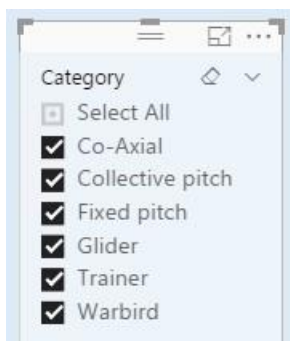 Category
Select All
Co-Axial
Collective pitch
Fixed pitch
Glider
Trainer
Warbird